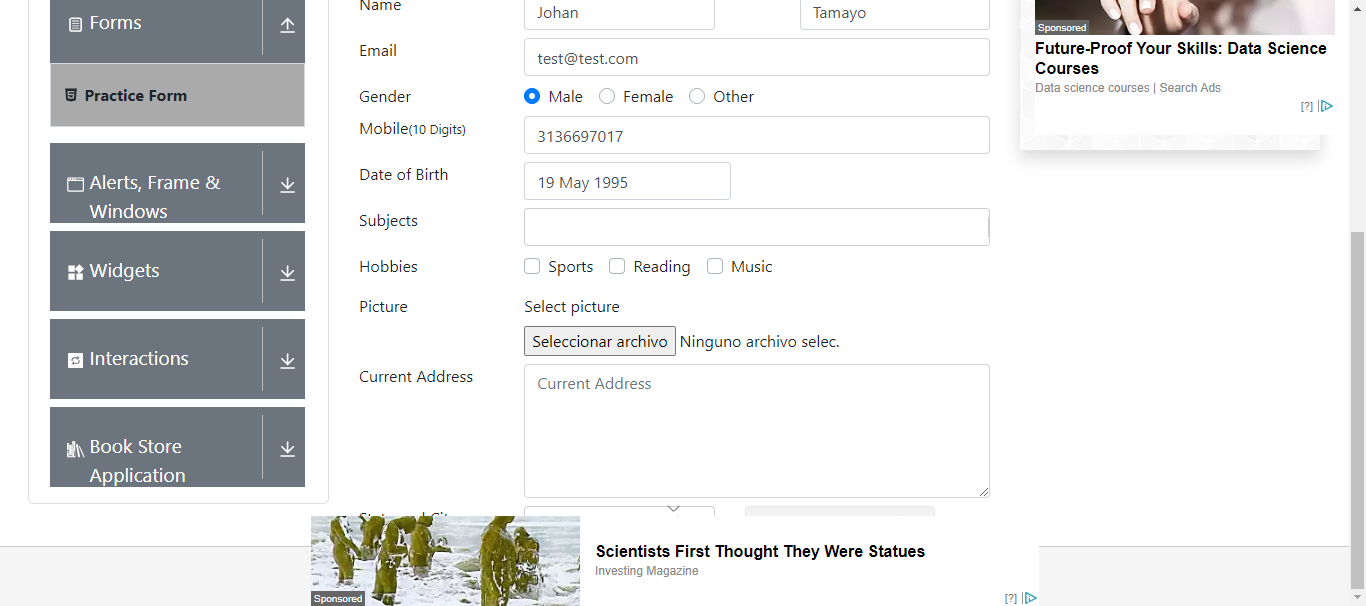 Forms
Practice Form
Alerts, Frame &
Windows
Widgets
Interactions
Book Store
Application
Name
Johan
Tamayo
Email
test@test.com
Gender
Male
Female
Other
Mobile(10 Digits)
3136697017
Date of Birth
19 May 1995
Subjects
Hobbies
Sports
Reading
Music
Picture
Select picture
Seleccionar archivo
Ninguno archivo selec.
Current Address
Current Address
Sponsored
Future-Proof Your Skills: Data Science
Courses
Data science courses | Search Ads
[?]
Sponsored
Scientists First Thought They Were Statues
Investing Magazine
[?]